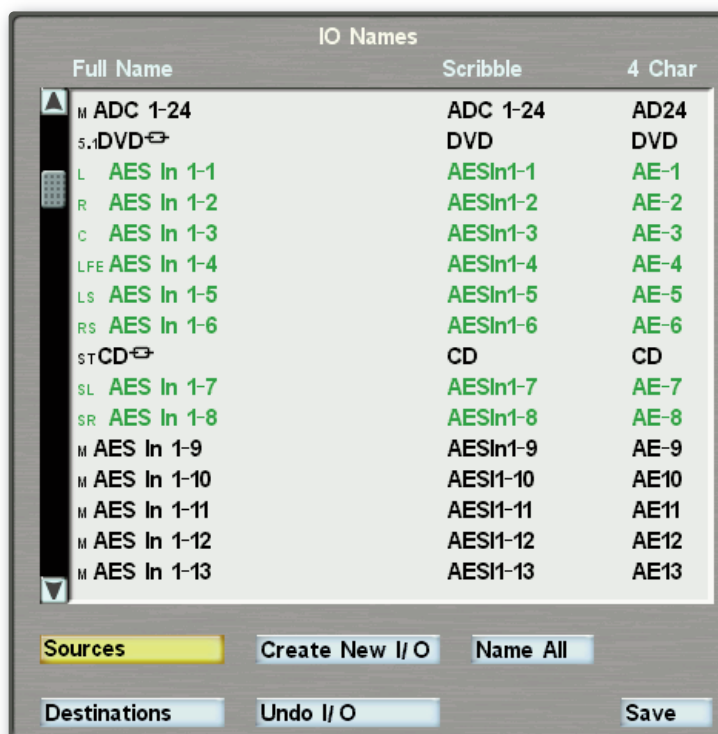 IO Names
Full Name Scribble 4 Char
M ADC 1-24 ADC 1-24 AD24
5.1 DVD DVD DVD
L AES In 1-1 AESIn1-1 AE-1
R AES In 1-2 AESIn1-2 AE-2
C AES In 1-3 AESIn1-3 AE-3
LFE AES In 1-4 AESIn1-4 AE-4
LS AES In 1-5 AESIn1-5 AE-5
RS AES In 1-6 AESIn1-6 AE-6
ST CD CD CD
SL AES In 1-7 AESIn1-7 AE-7
SR AES In 1-8 AESIn1-8 AE-8
M AES In 1-9 AESIn1-9 AE-9
M AES In 1-10 AESI1-10 AE10
M AES In 1-11 AESI1-11 AE11
M AES In 1-12 AESI1-12 AE12
M AES In 1-13 AESI1-13 AE13
Sources Create New I/O Name All
Destinations Undo I/O Save